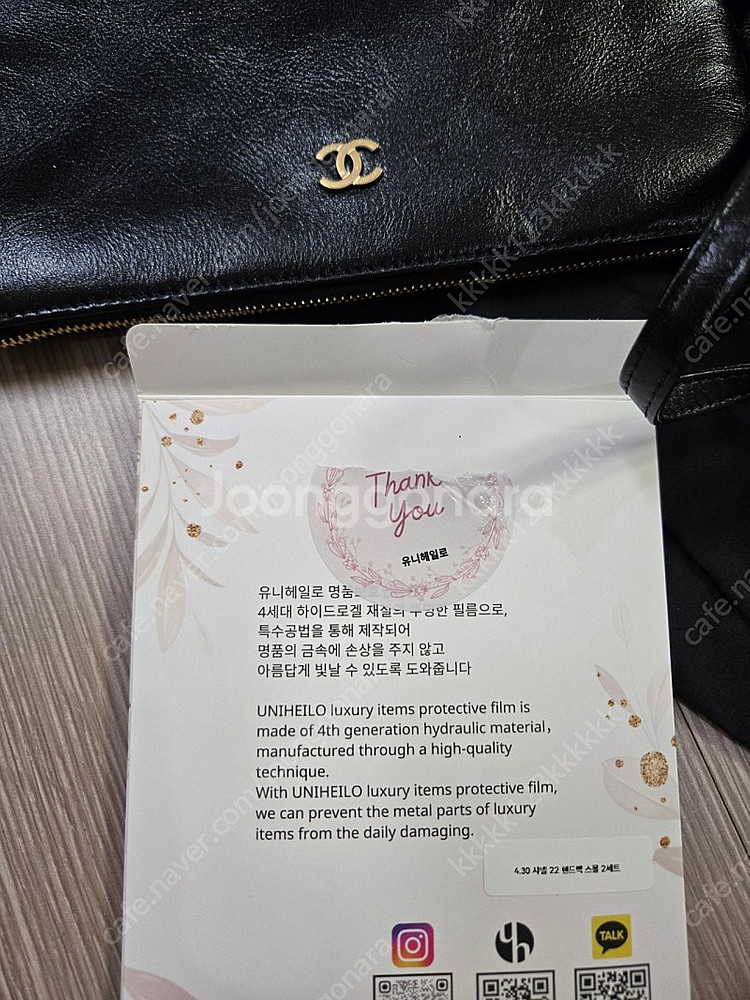 Joonggonara
Thank
You
유니헤일로
유니헤일로 명품
4세대 하이드로겔 재질의 투명한 필름으로,
특수공법을 통해 제작되어
명품의 금속에 손상을 주지 않고
아름답게 빛날 수 있도록 도와줍니다
UNIHEILO luxury items protective film is
made of 4th generation hydraulic material,
manufactured through a high-quality
technique.
With UNIHEILO luxury items protective film,
we can prevent the metal parts of luxury
items from the daily damaging.
4.30 샤넬 22 핸드백 스몰 2세트
TALK